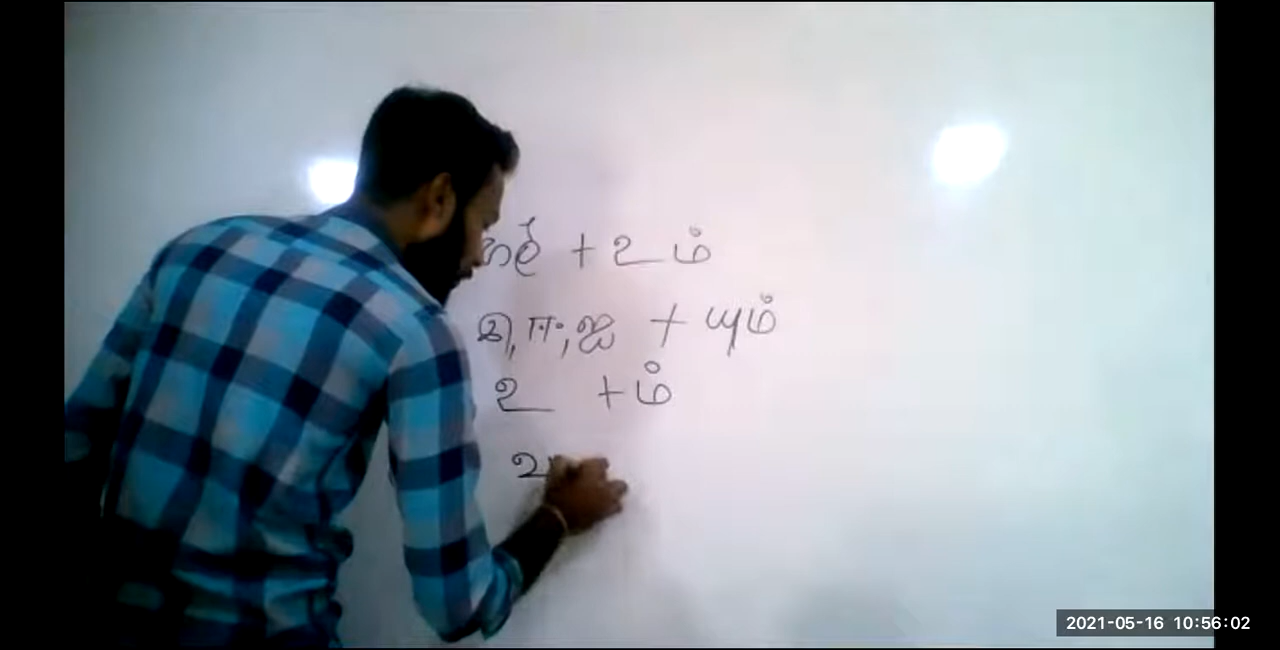 + உம்
இ, ஈ, ஐ + யும்
உ + ம்
2021-05-16 10:56:02